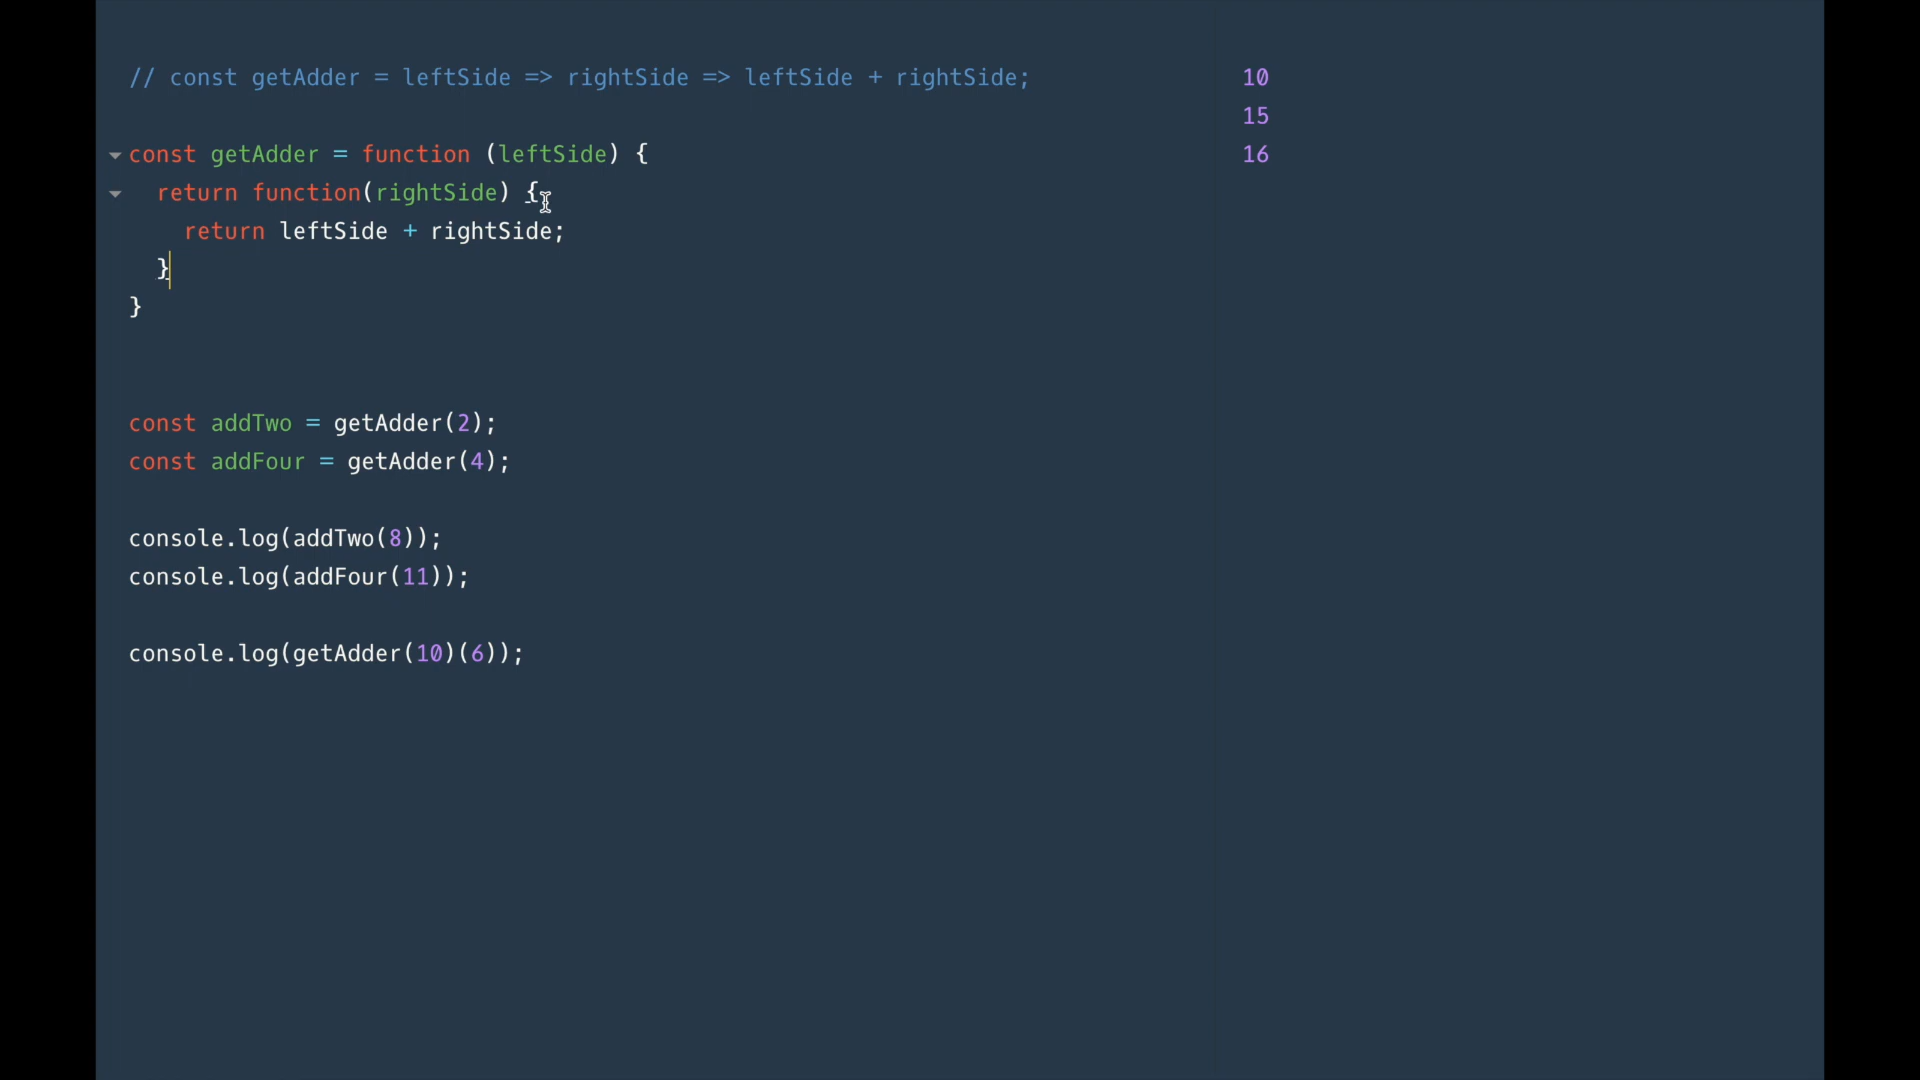 // const getAdder = leftSide => rightSide => leftSide + rightSide;
const getAdder = function (leftSide) {
return function(rightSide) {
return leftSide + rightSide;
}
}
const addTwo = getAdder(2);
const addFour = getAdder(4);
console.log(addTwo(8));
console.log(addFour(11));
console.log(getAdder(10)(6));
10
15
16